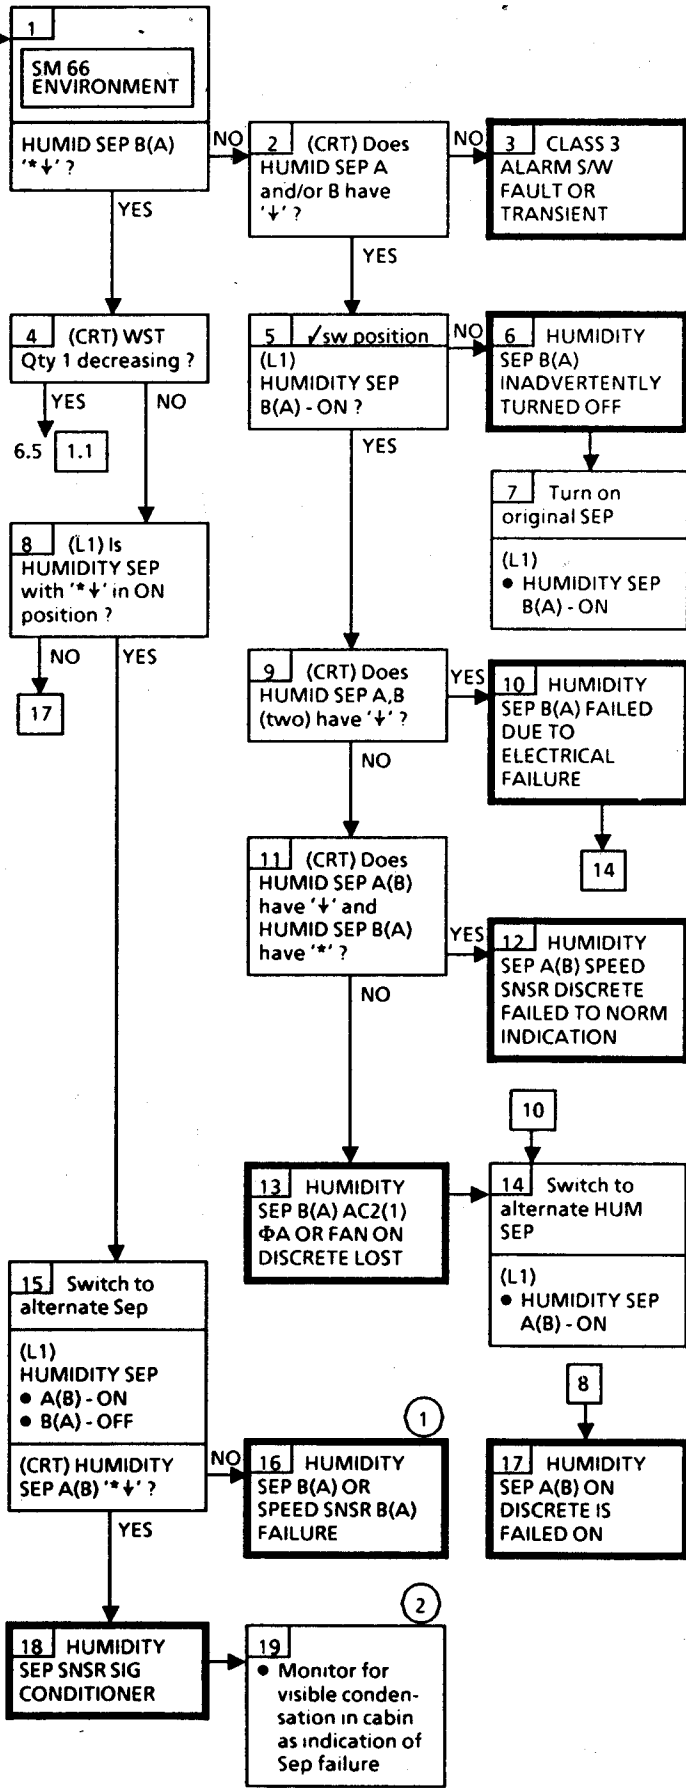 1
SM 66
ENVIRONMENT
HUMID SEP B(A)
'*↓' ?
NO
YES
2 (CRT) Does
HUMID SEP A
and/or B have
'↓' ?
NO
YES
3 CLASS 3
ALARM S/W
FAULT OR
TRANSIENT
4 (CRT) WST
Qty 1 decreasing ?
YES
NO
6.5 1.1
5 ✓sw position
(L1)
HUMIDITY SEP
B(A) - ON ?
NO
YES
6 HUMIDITY
SEP B(A)
INADVERTENTLY
TURNED OFF
7 Turn on
original SEP
(L1)
● HUMIDITY SEP
B(A) - ON
8 (L1) Is
HUMIDITY SEP
with '*↓' in ON
position ?
NO
YES
17
9 (CRT) Does
HUMID SEP A,B
(two) have '↓' ?
YES
NO
10 HUMIDITY
SEP B(A) FAILED
DUE TO
ELECTRICAL
FAILURE
14
11 (CRT) Does
HUMID SEP A(B)
have '↓' and
HUMID SEP B(A)
have '*' ?
YES
NO
12 HUMIDITY
SEP A(B) SPEED
SNSR DISCRETE
FAILED TO NORM
INDICATION
10
13 HUMIDITY
SEP B(A) AC2(1)
ΦA OR FAN ON
DISCRETE LOST
14 Switch to
alternate HUM
SEP
(L1)
● HUMIDITY SEP
A(B) - ON
15 Switch to
alternate Sep
(L1)
HUMIDITY SEP
● A(B) - ON
● B(A) - OFF
(CRT) HUMIDITY
SEP A(B) '*↓' ?
NO
YES
1
16 HUMIDITY
SEP B(A) OR
SPEED SNSR B(A)
FAILURE
8
17 HUMIDITY
SEP A(B) ON
DISCRETE IS
FAILED ON
18 HUMIDITY
SEP SNSR SIG
CONDITIONER
2
19
● Monitor for
visible conden-
sation in cabin
as indication of
Sep failure